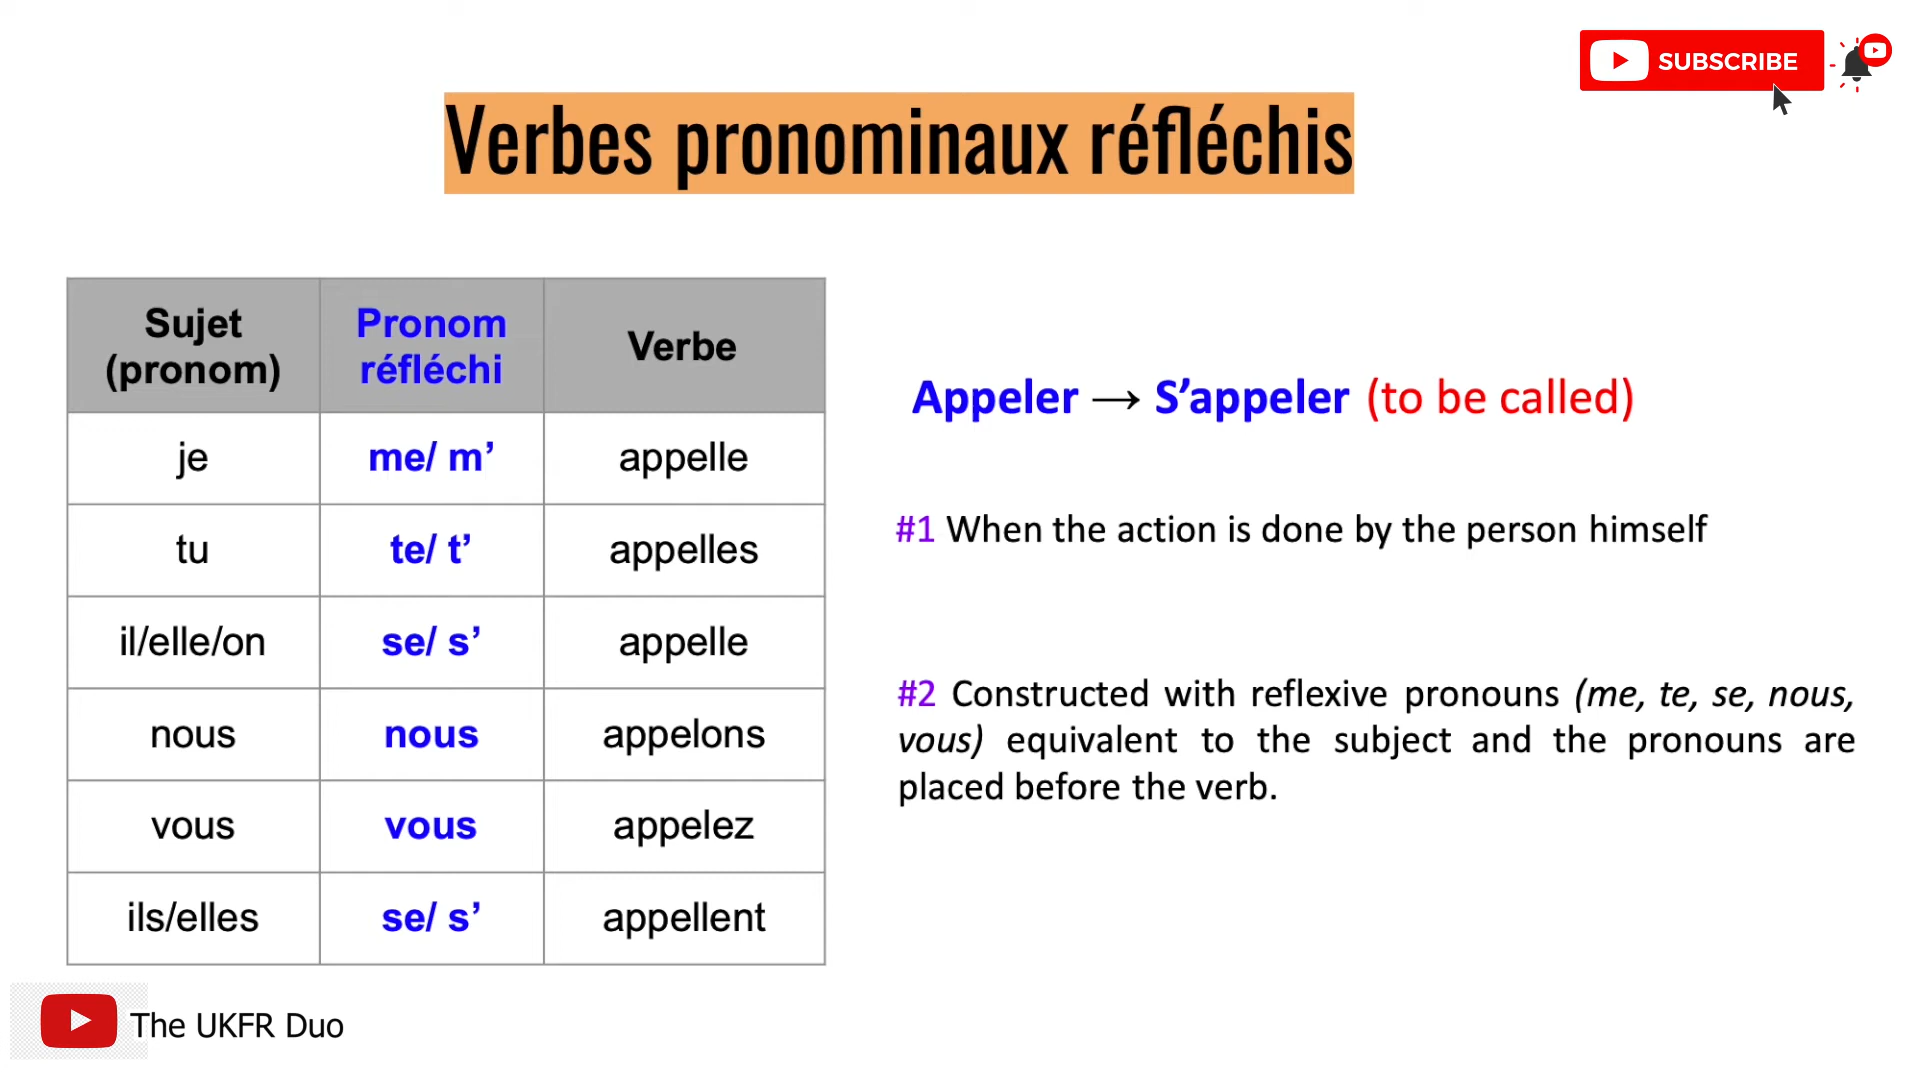 SUBSCRIBE
Verbes pronominaux réfléchis
Sujet (pronom) Pronom réfléchi Verbe
je me/ m’ appelle
tu te/ t’ appelles
il/elle/on se/ s’ appelle
nous nous appelons
vous vous appelez
ils/elles se/ s’ appellent
Appeler → S’appeler (to be called)
#1 When the action is done by the person himself
#2 Constructed with reflexive pronouns (me, te, se, nous,
vous) equivalent to the subject and the pronouns are
placed before the verb.
The UKFR Duo